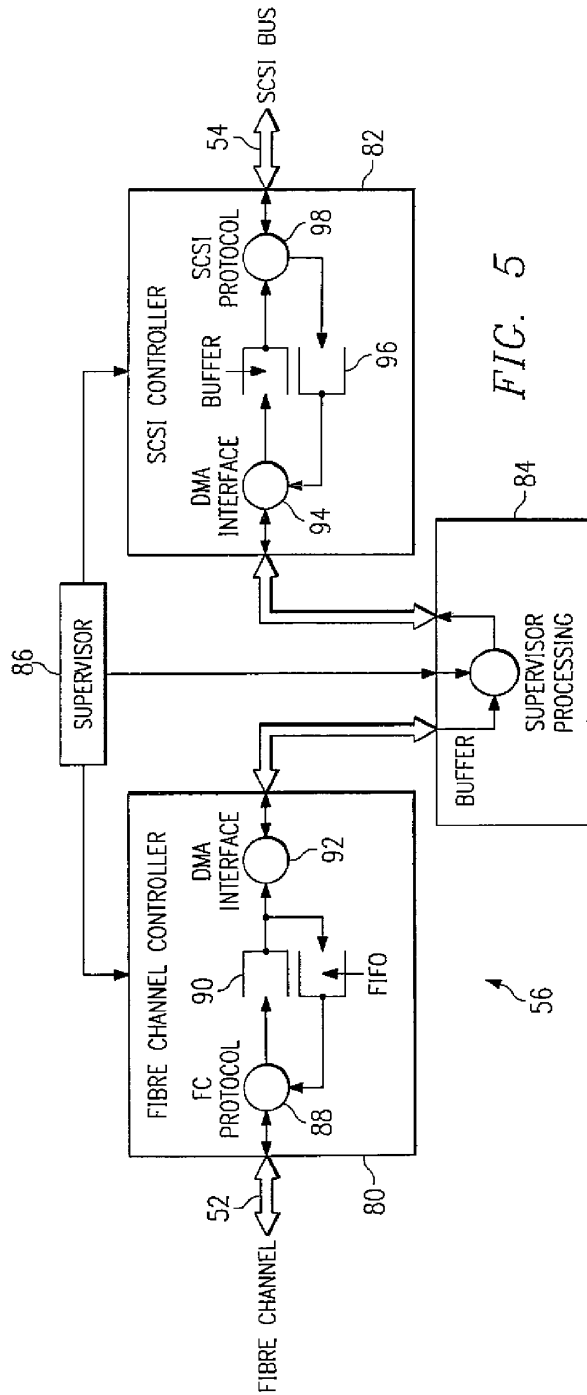 86
SUPERVISOR
FIBRE CHANNEL
52
80
FIBRE CHANNEL CONTROLLER
FC
PROTOCOL
88
90
FIFO
DMA
INTERFACE
92
SCSI CONTROLLER
DMA
INTERFACE
94
BUFFER
96
SCSI
PROTOCOL
98
82
54
SCSI BUS
BUFFER
SUPERVISOR
PROCESSING
84
56
FIG. 5